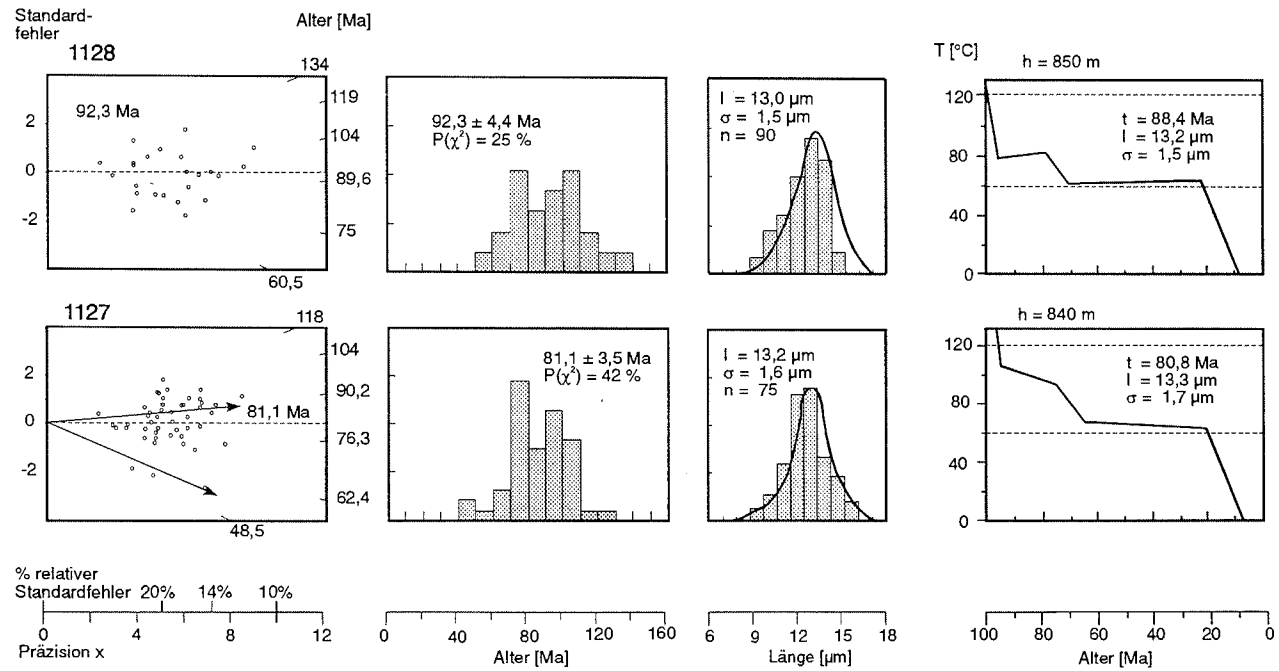 Standard-
fehler
Alter [Ma]
1128
134
92,3 Ma
2
0
-2
119
104
89,6
75
60,5
92,3 ± 4,4 Ma
P(χ²) = 25 %
l = 13,0 µm
σ = 1,5 µm
n = 90
T [°C]
h = 850 m
120
80
40
0
t = 88,4 Ma
l = 13,2 µm
σ = 1,5 µm
1127
118
2
0
-2
81,1 Ma
104
90,2
76,3
62,4
48,5
81,1 ± 3,5 Ma
P(χ²) = 42 %
l = 13,2 µm
σ = 1,6 µm
n = 75
h = 840 m
120
80
40
0
t = 80,8 Ma
l = 13,3 µm
σ = 1,7 µm
% relativer
Standardfehler 20% 14% 10%
0 4 8 12
Präzision x
0 40 80 120 160
Alter [Ma]
6 9 12 15 18
Länge [µm]
100 80 60 40 20 0
Alter [Ma]